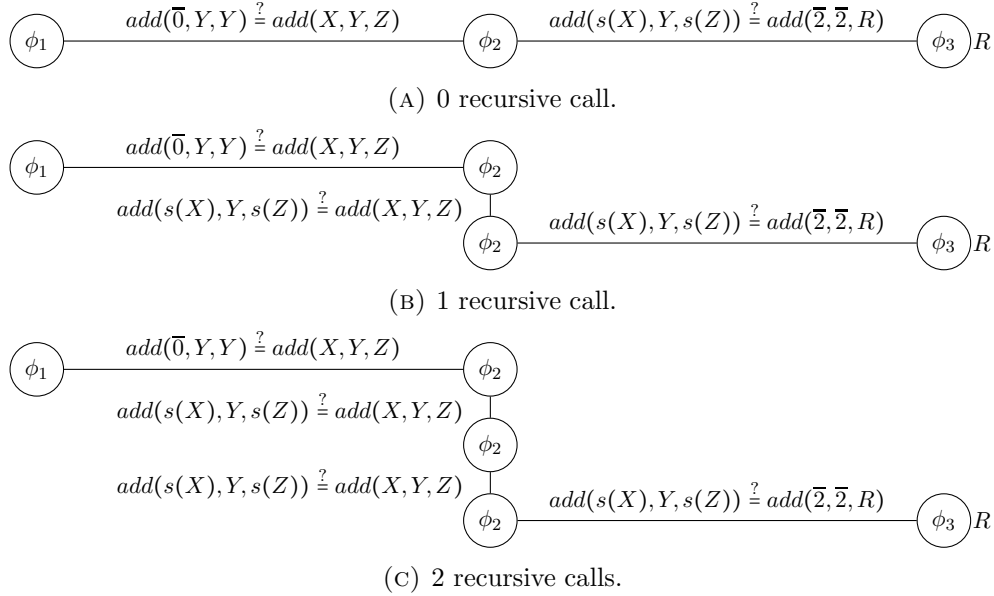 ϕ₁ add(0̅, Y, Y) ≟ add(X, Y, Z) ϕ₂ add(s(X), Y, s(Y)) ≟ add(2̅, 2̅, R) ϕ₃ R
(A) 0 recursive call.
ϕ₁ add(0̅, Y, Y) ≟ add(X, Y, Z) ϕ₂
add(s(X), Y, s(Z)) ≟ add(X, Y, Z)
ϕ₂ add(s(X), Y, s(Z)) ≟ add(2̅, 2̅, R) ϕ₃ R
(B) 1 recursive call.
ϕ₁ add(0̅, Y, Y) ≟ add(X, Y, Z) ϕ₂
add(s(X), Y, s(Z)) ≟ add(X, Y, Z)
ϕ₂
add(s(X), Y, s(Z)) ≟ add(X, Y, Z)
ϕ₂ add(s(X), Y, s(Z)) ≟ add(2̅, 2̅, R) ϕ₃ R
(C) 2 recursive calls.